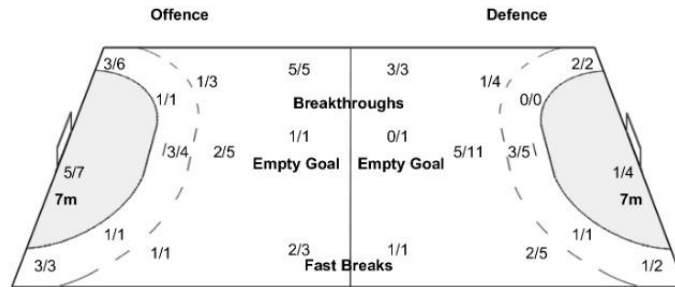 Offence Defence
3/6 5/5 3/3 2/2
1/3 1/4
1/1 Breakthroughs 0/0
1/1 0/1
3/4 2/5 5/11 3/5
Empty Goal Empty Goal
5/7 1/4
7m 7m
1/1 1/1
1/1 2/3 1/1 2/5
3/3 Fast Breaks 1/2